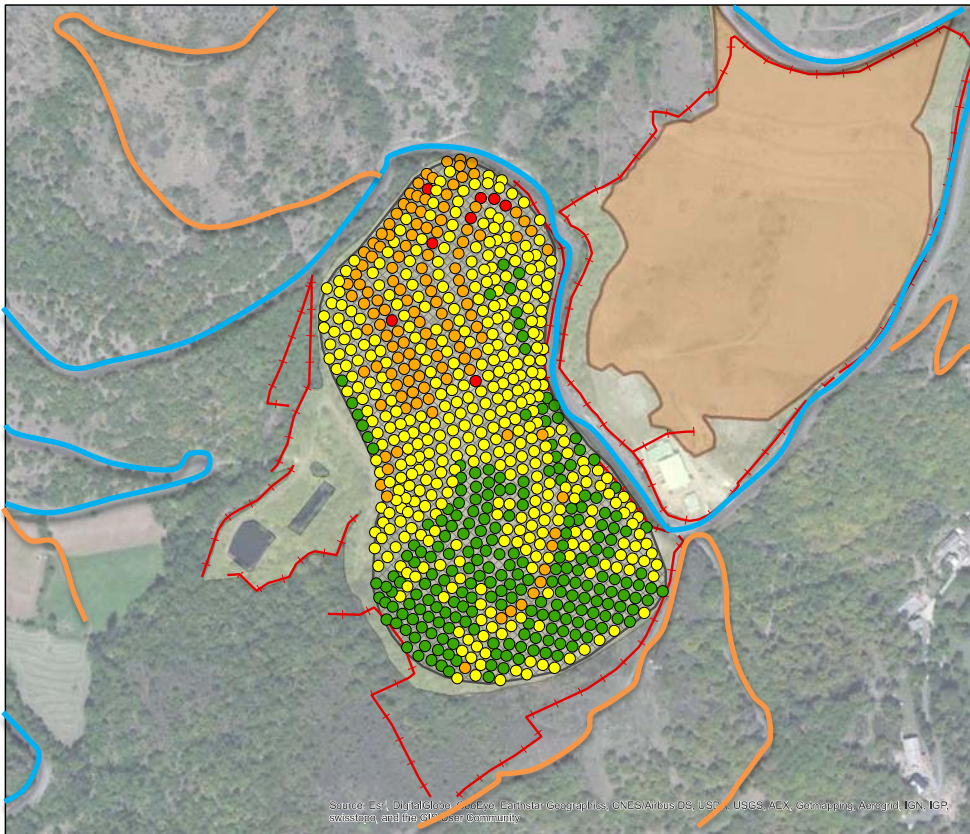 Source: Esri, DigitalGlobe, GeoEye, Earthstar Geographics, CNES/Airbus DS, USDA, USGS, AEX, Getmapping, Aerogrid, IGN, IGP,
swisstopo, and the GIS User Community